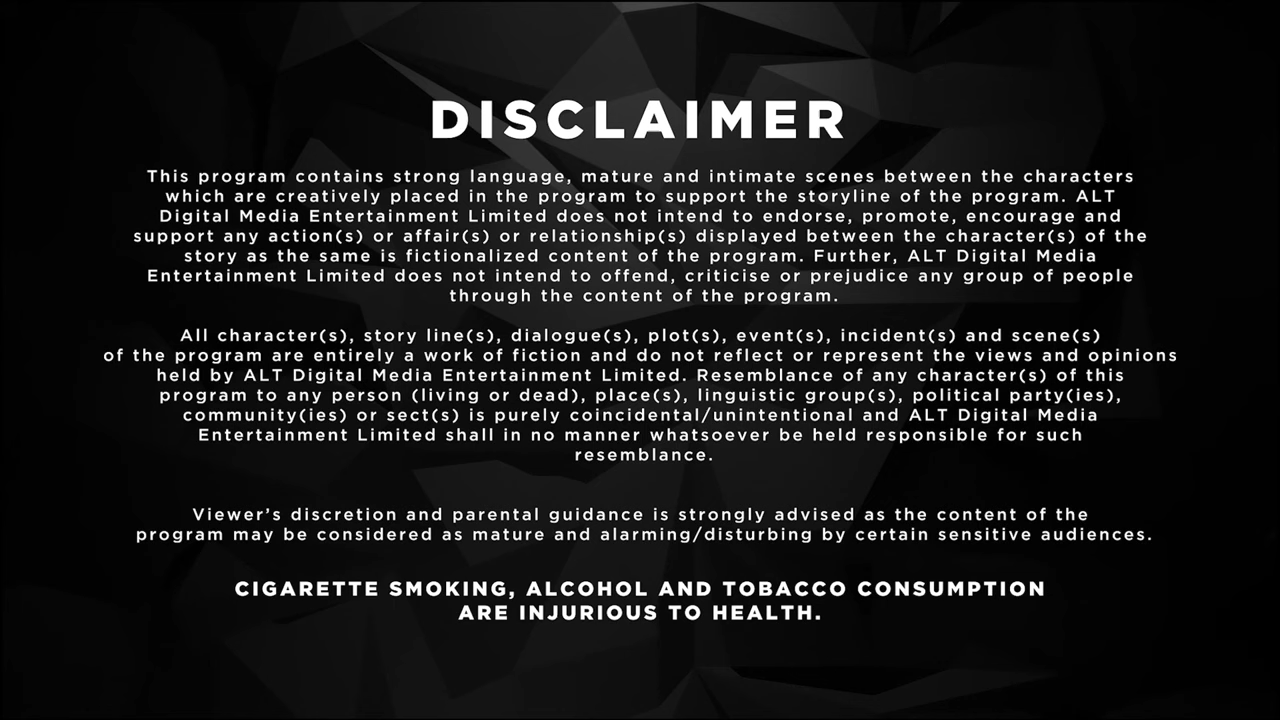 DISCLAIMER
This program contains strong language, mature and intimate scenes between the characters
which are creatively placed in the program to support the storyline of the program. ALT
Digital Media Entertainment Limited does not intend to endorse, promote, encourage and
support any action(s) or affair(s) or relationship(s) displayed between the character(s) of the
story as the same is fictionalized content of the program. Further, ALT Digital Media
Entertainment Limited does not intend to offend, criticise or prejudice any group of people
through the content of the program.
All character(s), story line(s), dialogue(s), plot(s), event(s), incident(s) and scene(s)
of the program are entirely a work of fiction and do not reflect or represent the views and opinions
held by ALT Digital Media Entertainment Limited. Resemblance of any character(s) of this
program to any person (living or dead), place(s), linguistic group(s), political party(ies),
community(ies) or sect(s) is purely coincidental/unintentional and ALT Digital Media
Entertainment Limited shall in no manner whatsoever be held responsible for such
resemblance.
Viewer’s discretion and parental guidance is strongly advised as the content of the
program may be considered as mature and alarming/disturbing by certain sensitive audiences.
CIGARETTE SMOKING, ALCOHOL AND TOBACCO CONSUMPTION
ARE INJURIOUS TO HEALTH.